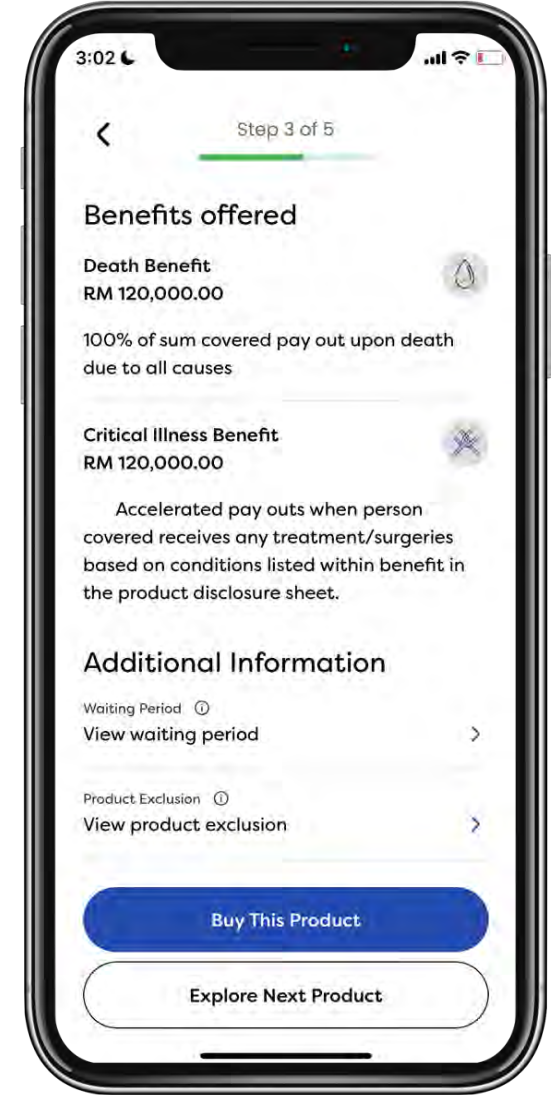 3:02
Step 3 of 5
Benefits offered
Death Benefit
RM 120,000.00
100% of sum covered pay out upon death
due to all causes
Critical Illness Benefit
RM 120,000.00
Accelerated pay outs when person
covered receives any treatment/surgeries
based on conditions listed within benefit in
the product disclosure sheet.
Additional Information
Waiting Period
View waiting period
Product Exclusion
View product exclusion
Buy This Product
Explore Next Product